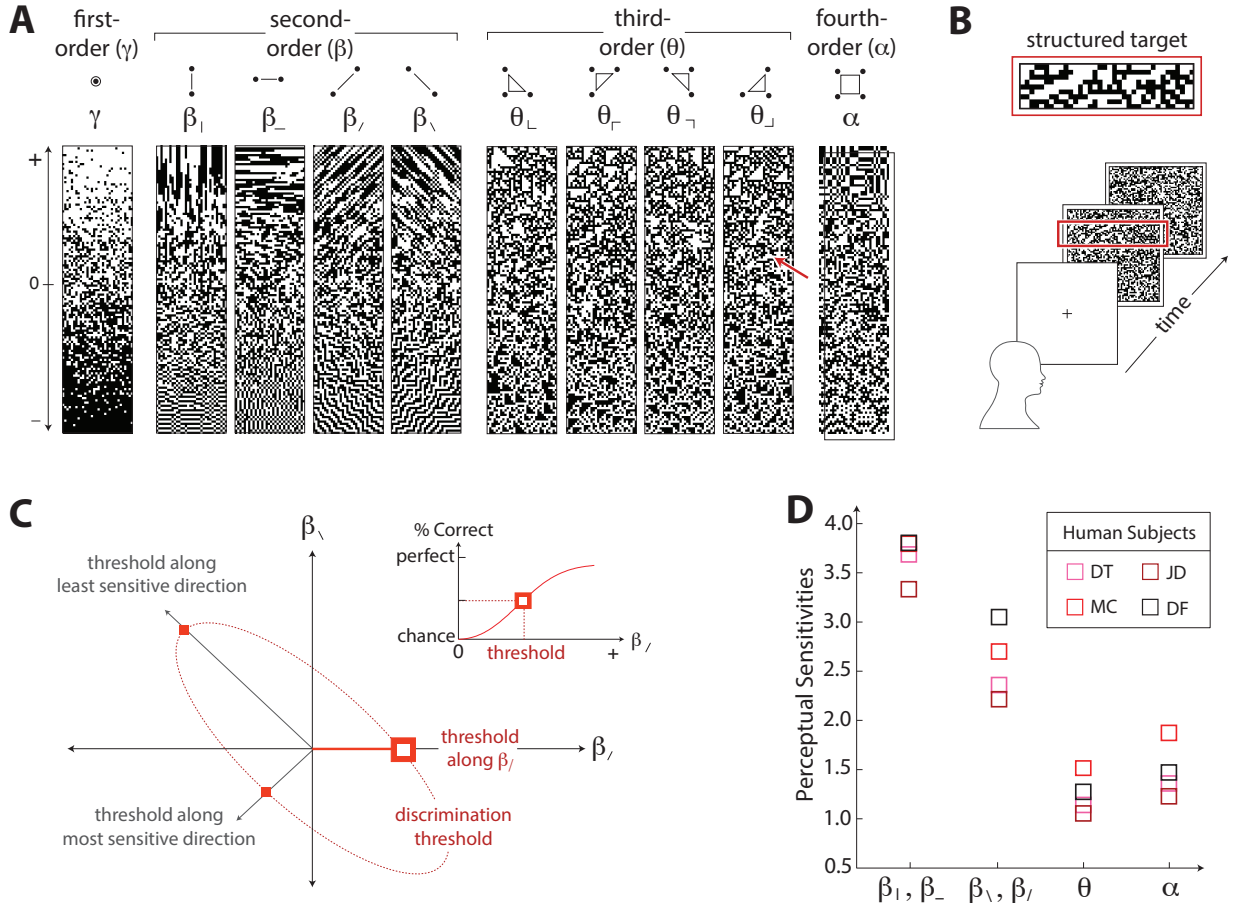 A
first-
order (γ)
second-
order (β)
third-
order (θ)
fourth-
order (α)
γ
β|
β_
β/
β\
θ∟
θ┌
θ┐
θ┘
α
+
0
–
B
structured target
+
time
C
β\
threshold along
least sensitive direction
threshold along
most sensitive direction
threshold
along β/
β/
discrimination
threshold
% Correct
perfect
chance
0
threshold
+
β/
D
Perceptual Sensitivities
4.0
3.5
3.0
2.5
2.0
1.5
1.0
0.5
β|, β_
β\, β/
θ
α
Human Subjects
DT
JD
MC
DF